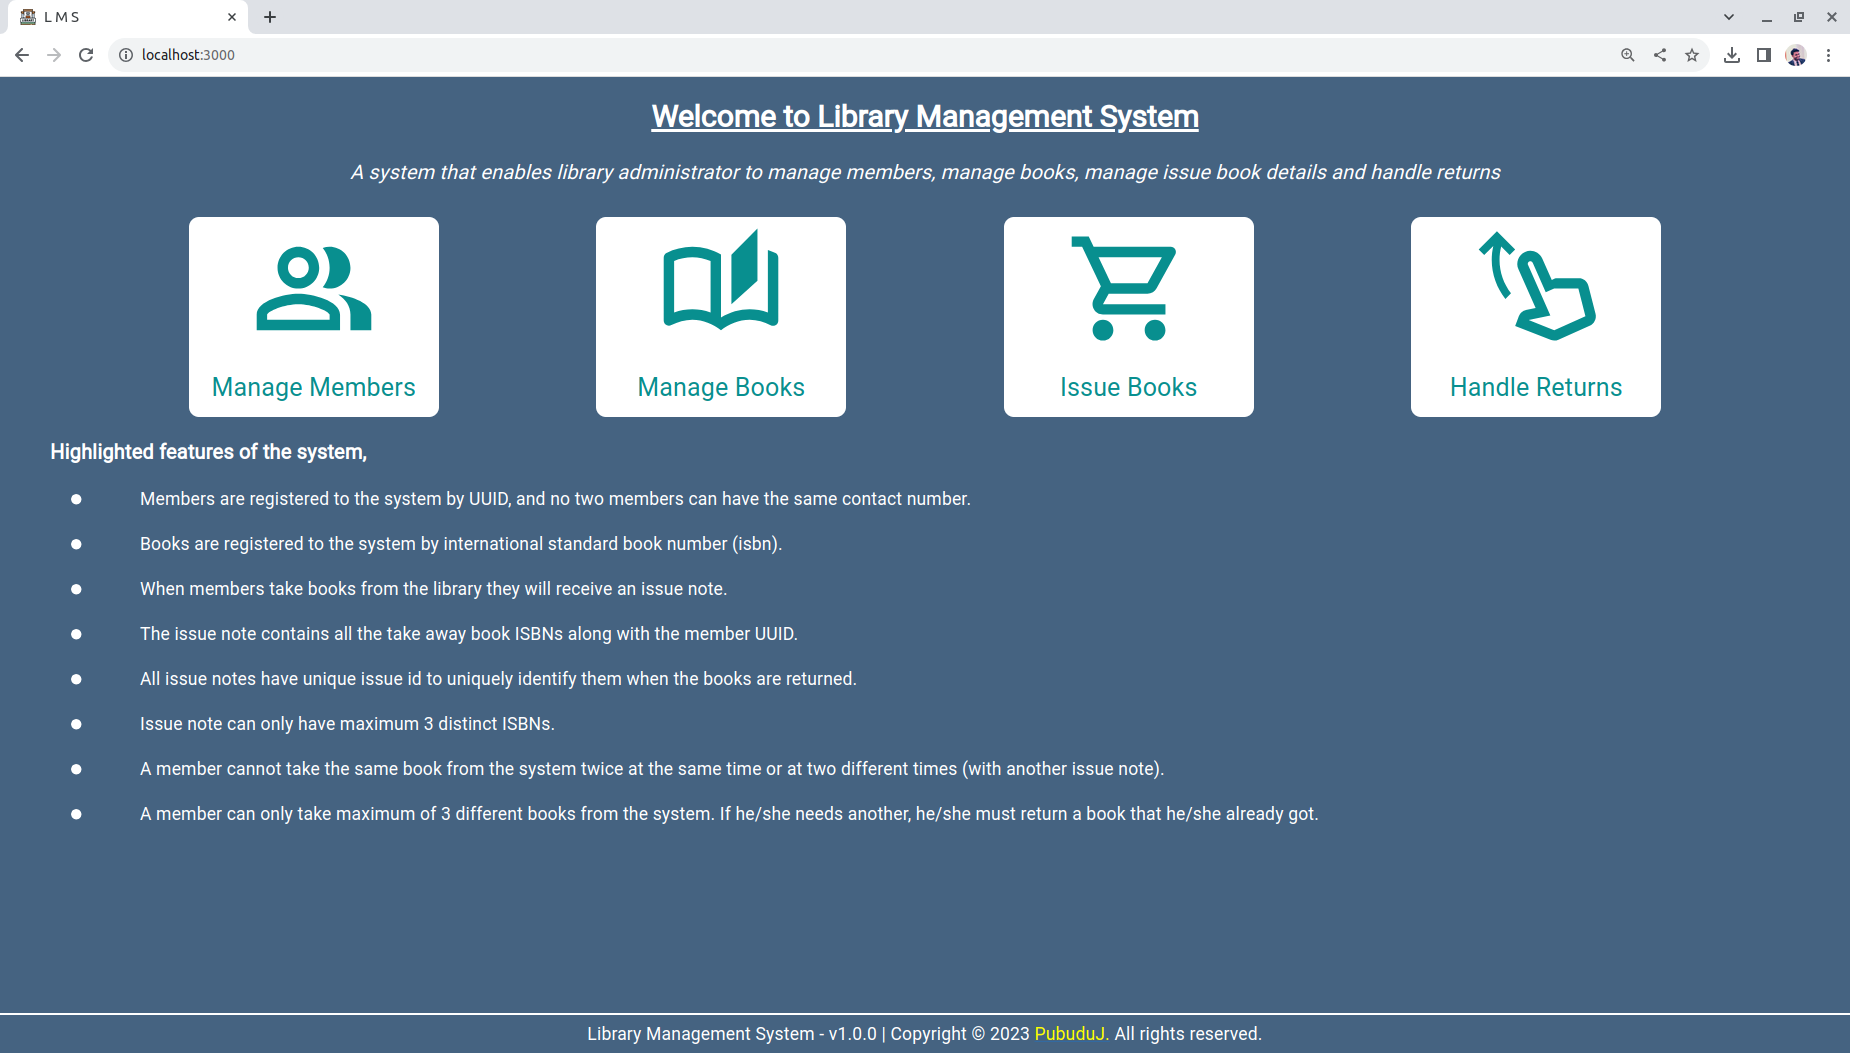 L M S
localhost:3000
Welcome to Library Management System
A system that enables library administrator to manage members, manage books, manage issue book details and handle returns
Manage Members
Manage Books
Issue Books
Handle Returns
Highlighted features of the system,
Members are registered to the system by UUID, and no two members can have the same contact number.
Books are registered to the system by international standard book number (isbn).
When members take books from the library they will receive an issue note.
The issue note contains all the take away book ISBNs along with the member UUID.
All issue notes have unique issue id to uniquely identify them when the books are returned.
Issue note can only have maximum 3 distinct ISBNs.
A member cannot take the same book from the system twice at the same time or at two different times (with another issue note).
A member can only take maximum of 3 different books from the system. If he/she needs another, he/she must return a book that he/she already got.
Library Management System - v1.0.0 | Copyright © 2023 PubuduJ. All rights reserved.